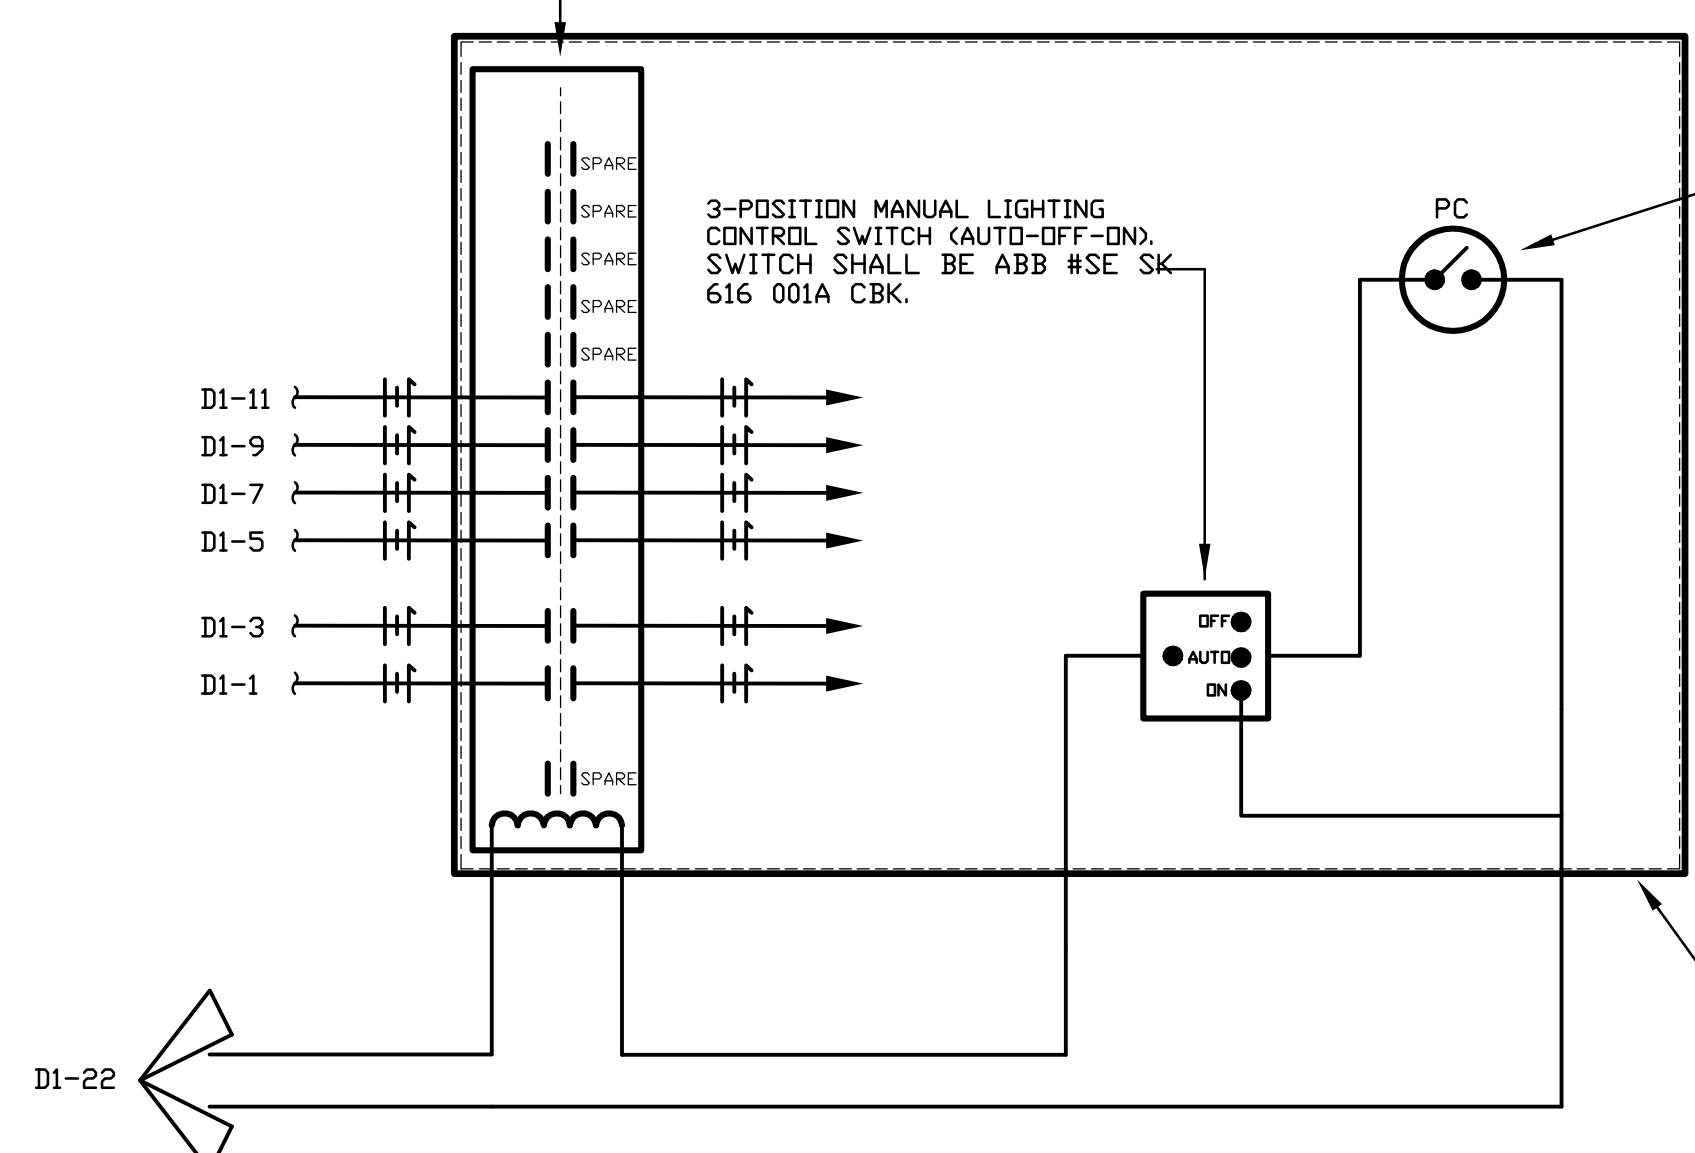 SPARE
SPARE
SPARE
SPARE
SPARE
3-POSITION MANUAL LIGHTING
CONTROL SWITCH (AUTO-OFF-ON).
SWITCH SHALL BE ABB #SE SK
616 001A CBK.
PC
D1-11
D1-9
D1-7
D1-5
D1-3
D1-1
OFF
AUTO
ON
SPARE
D1-22